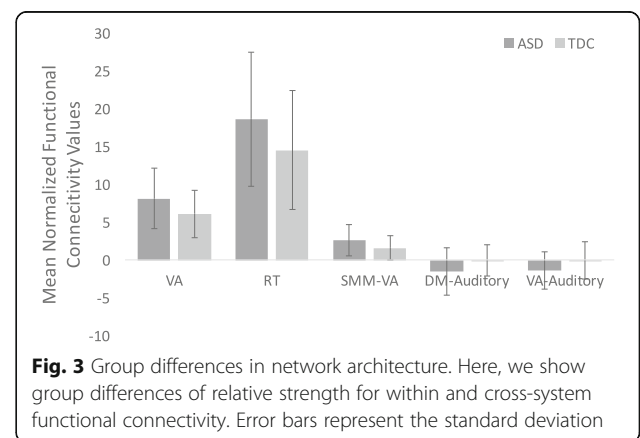 30
25
20
15
10
5
0
-5
-10
Mean Normalized Functional
Connecitivity Values
ASD TDC
VA RT SMM-VA DM-Auditory VA-Auditory
Fig. 3 Group differences in network architecture. Here, we show
group differences of relative strength for within and cross-system
functional connectivity. Error bars represent the standard deviation